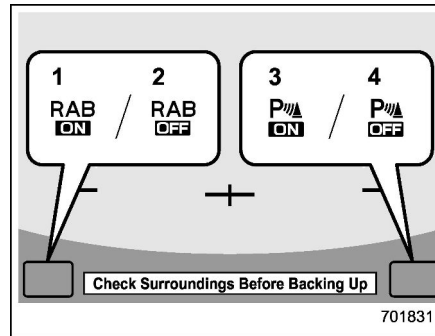 1 2
RAB / RAB
ON OFF
3 4
P / P
ON OFF
Check Surroundings Before Backing Up
701831